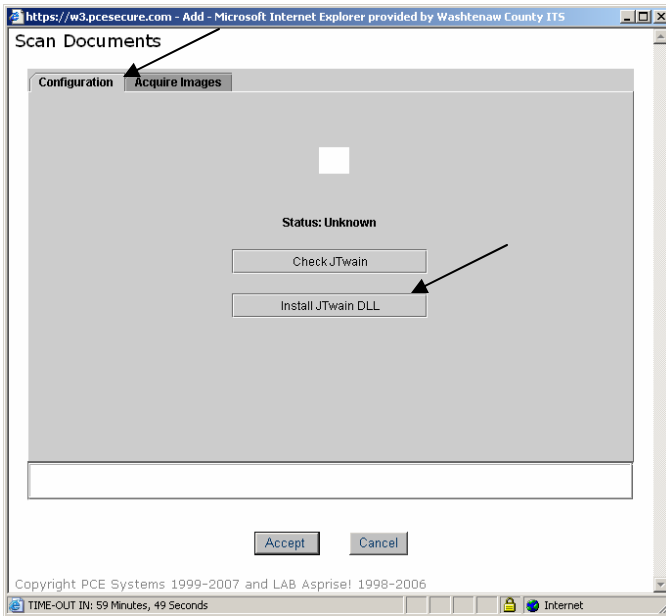 https://w3.pcesecure.com - Add - Microsoft Internet Explorer provided by Washtenaw County ITS
Scan Documents
Configuration Acquire Images
Status: Unknown
Check JTwain
Install JTwain DLL
Accept Cancel
Copyright PCE Systems 1999-2007 and LAB Asprise! 1998-2006
TIME-OUT IN: 59 Minutes, 49 Seconds Internet